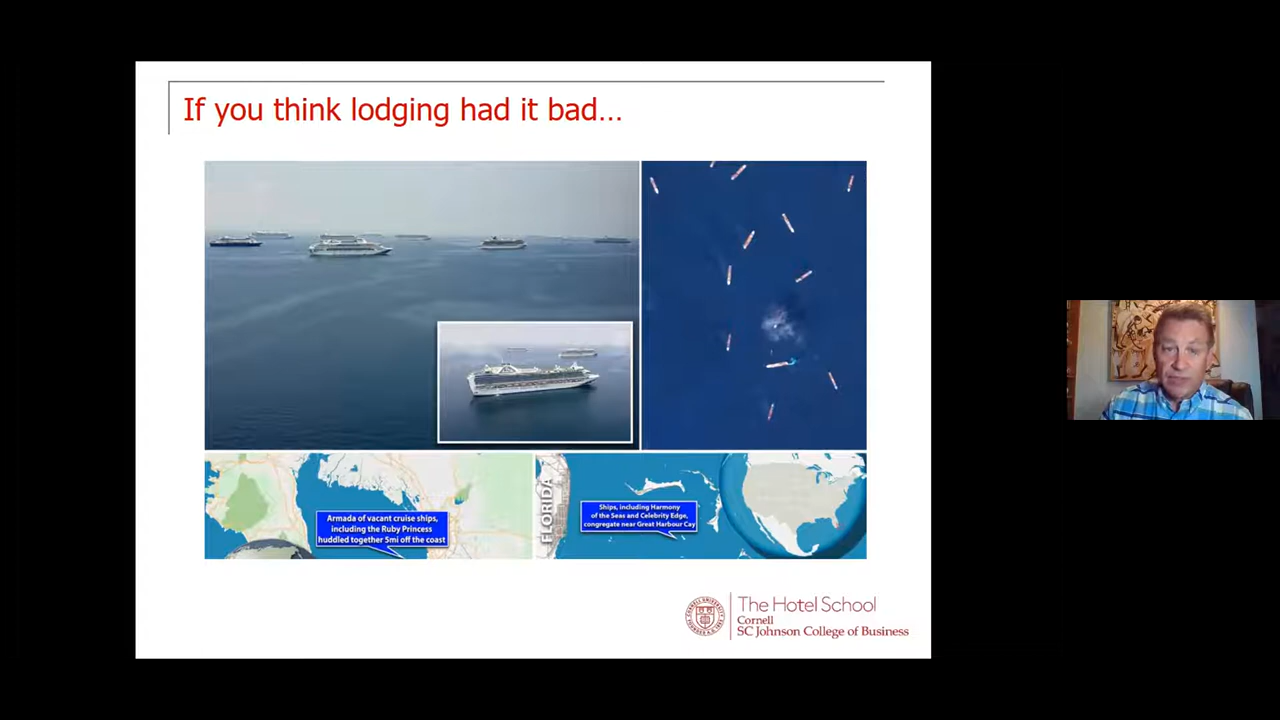 If you think lodging had it bad...
Armada of vacant cruise ships,
including the Ruby Princess
huddled together 5mi off the coast
FLORIDA
Ships, including Harmony
of the Seas and Celebrity Edge,
congregate near Great Harbour Cay
The Hotel School
Cornell
SC Johnson College of Business